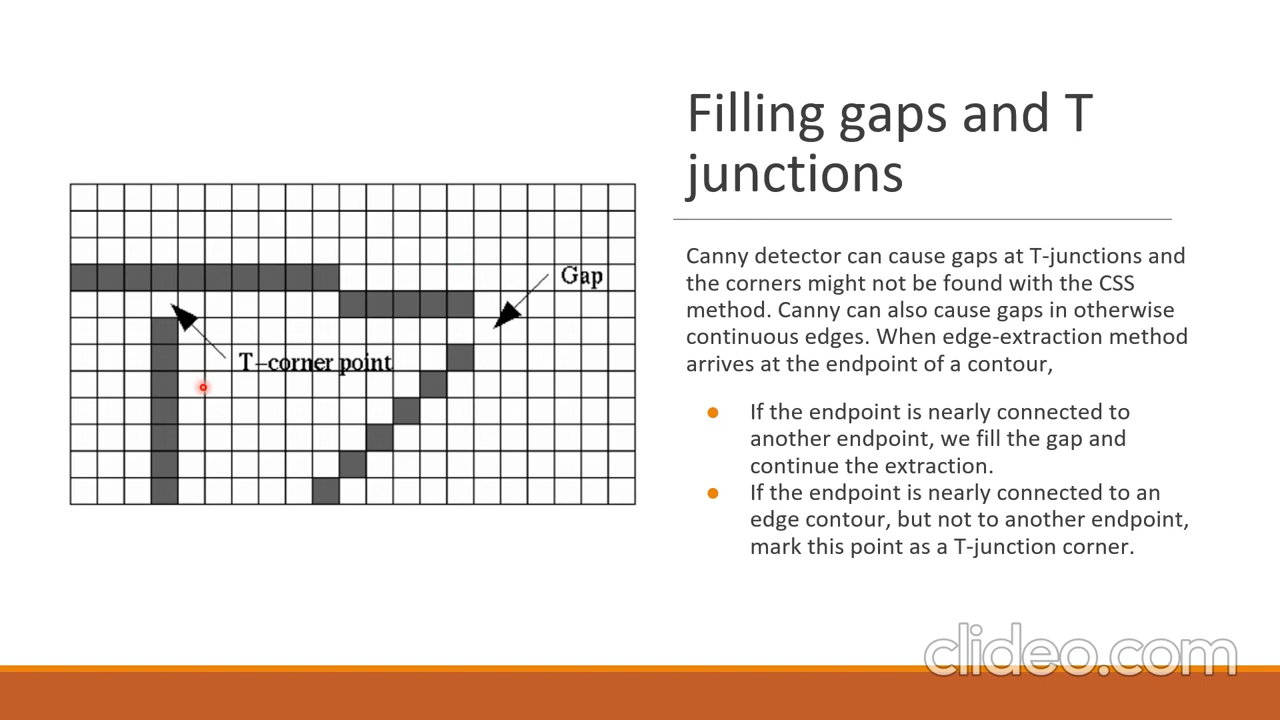 Filling gaps and T
junctions
Gap
T-corner point
Canny detector can cause gaps at T-junctions and
the corners might not be found with the CSS
method. Canny can also cause gaps in otherwise
continuous edges. When edge-extraction method
arrives at the endpoint of a contour,
● If the endpoint is nearly connected to
another endpoint, we fill the gap and
continue the extraction.
● If the endpoint is nearly connected to an
edge contour, but not to another endpoint,
mark this point as a T-junction corner.
clideo.com